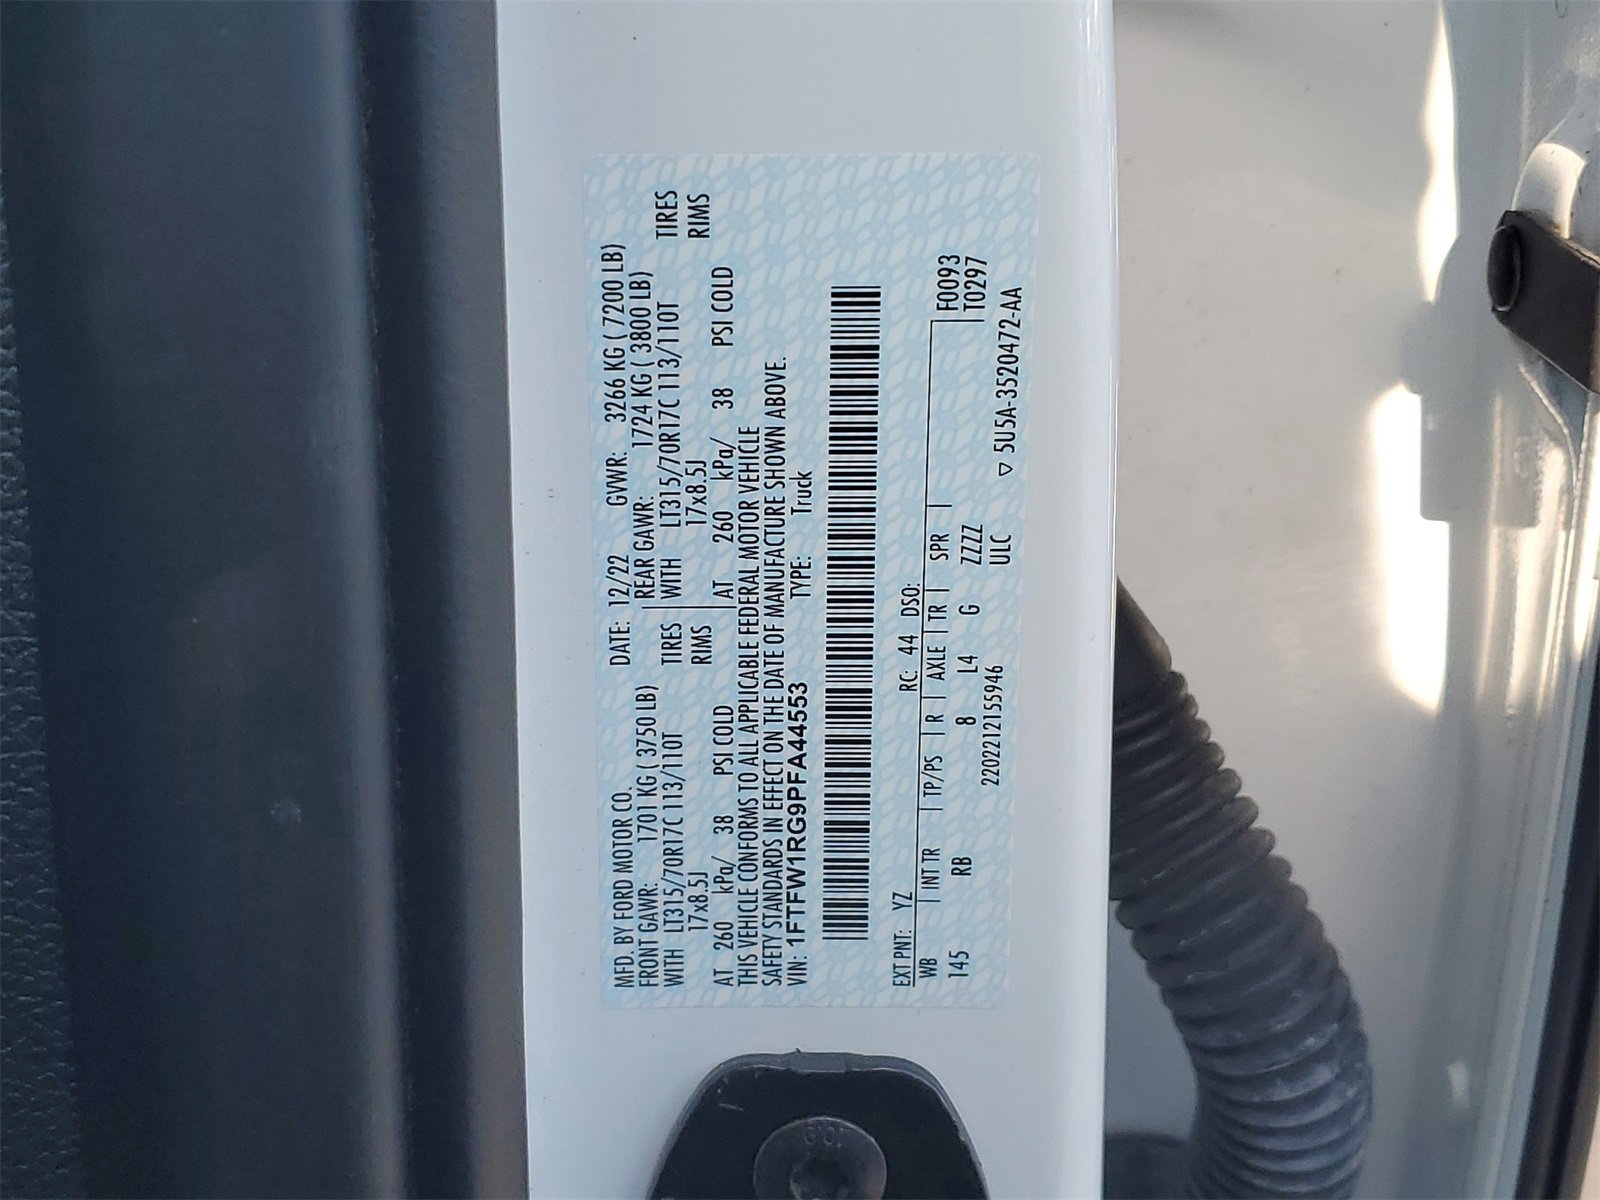 MFD. BY FORD MOTOR CO. DATE: 12/22 GVWR: 3266 KG ( 7200 LB)
FRONT GAWR: 1701 KG ( 3750 LB) REAR GAWR: 1724 KG ( 3800 LB)
WITH LT315/70R17C 113/110T TIRES WITH LT315/70R17C 113/110T TIRES
17x8.5J RIMS 17x8.5J RIMS
AT 260 kPa/ 38 PSI COLD AT 260 kPa/ 38 PSI COLD
THIS VEHICLE CONFORMS TO ALL APPLICABLE FEDERAL MOTOR VEHICLE
SAFETY STANDARDS IN EFFECT ON THE DATE OF MANUFACTURE SHOWN ABOVE.
VIN: 1FTFW1RG9PFA44553 TYPE: Truck
EXT PNT: YZ RC: 44 DSO:
WB INT TR TP/PS R AXLE TR SPR F0093
145 RB 8 L4 G ZZZZ T0297
2202212155946 ULC ▽ 5U5A-3520472-AA